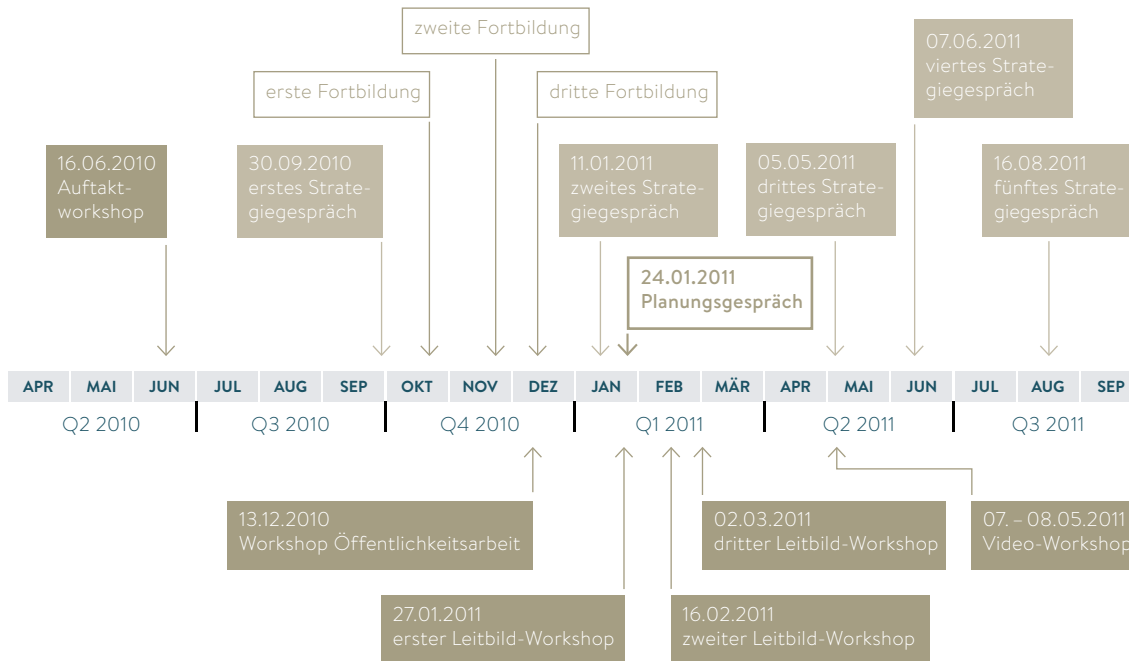 zweite Fortbildung
erste Fortbildung
dritte Fortbildung
07.06.2011
viertes Strate-
giegespräch
16.06.2010
Auftakt-
workshop
30.09.2010
erstes Strate-
giegespräch
11.01.2011
zweites Strate-
giegespräch
05.05.2011
drittes Strate-
giegespräch
16.08.2011
fünftes Strate-
giegespräch
24.01.2011
Planungsgespräch
APR MAI JUN JUL AUG SEP OKT NOV DEZ JAN FEB MÄR APR MAI JUN JUL AUG SEP
Q2 2010 Q3 2010 Q4 2010 Q1 2011 Q2 2011 Q3 2011
13.12.2010
Workshop Öffentlichkeitsarbeit
02.03.2011
dritter Leitbild-Workshop
07. – 08.05.2011
Video-Workshop
27.01.2011
erster Leitbild-Workshop
16.02.2011
zweiter Leitbild-Workshop